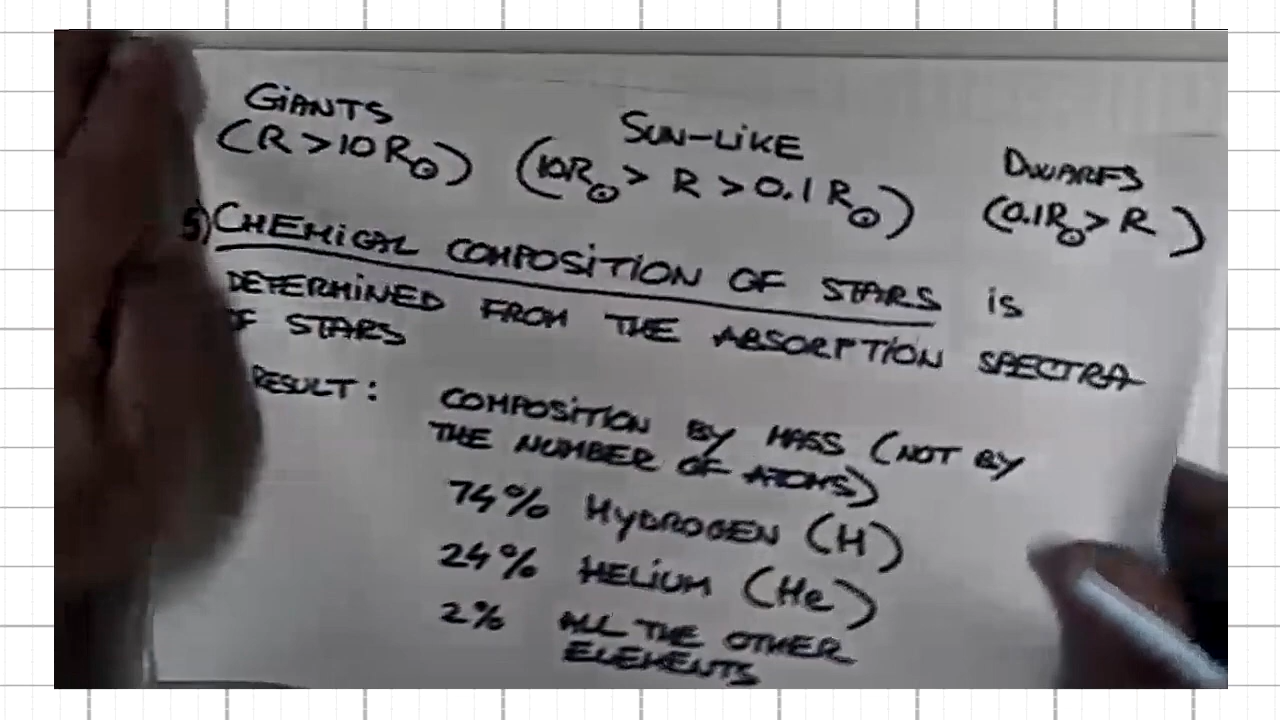 GIANTS SUN-LIKE DWARFS
(R > 10 R☉) (10R☉ > R > 0.1 R☉) (0.1R☉ > R )
5) CHEMICAL COMPOSITION OF STARS is
DETERMINED FROM THE ABSORPTION SPECTRA
OF STARS
RESULT: COMPOSITION BY MASS (NOT BY
THE NUMBER OF ATOMS)
74% HYDROGEN (H)
24% HELIUM (He)
2% ALL THE OTHER
ELEMENTS